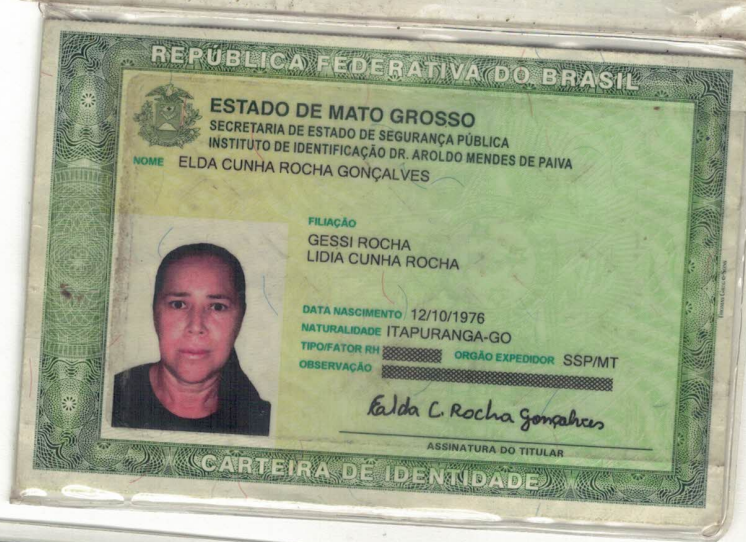 REPÚBLICA FEDERATIVA DO BRASIL
ESTADO DE MATO GROSSO
SECRETARIA DE ESTADO DE SEGURANÇA PÚBLICA
INSTITUTO DE IDENTIFICAÇÃO DR. AROLDO MENDES DE PAIVA
NOME ELDA CUNHA ROCHA GONÇALVES
FILIAÇÃO
GESSI ROCHA
LIDIA CUNHA ROCHA
DATA NASCIMENTO 12/10/1976
NATURALIDADE ITAPURANGA-GO
TIPO/FATOR RH ORGÃO EXPEDIDOR SSP/MT
OBSERVAÇÃO
Elda C. Rocha Gonçalves
ASSINATURA DO TITULAR
CARTEIRA DE IDENTIDADE